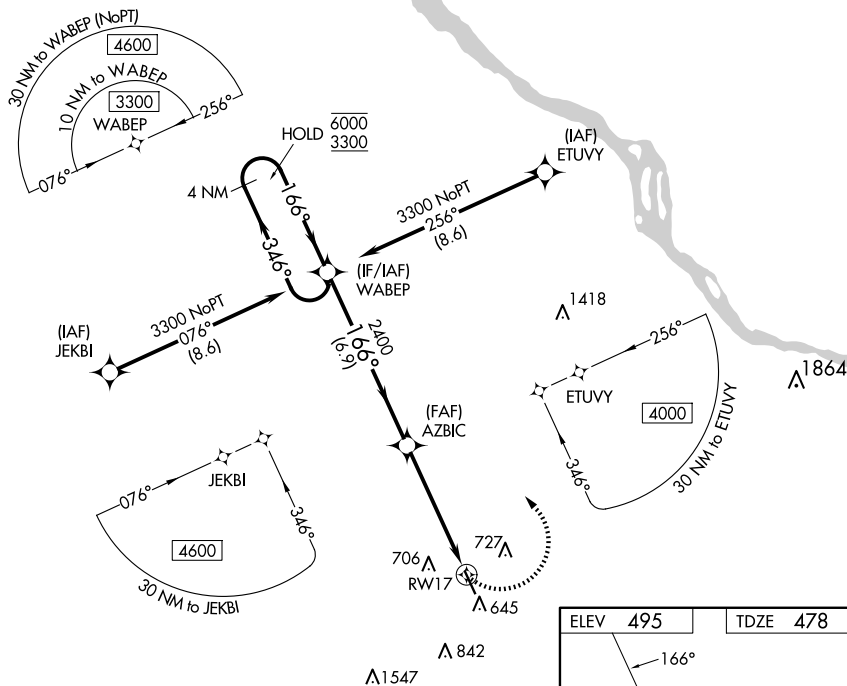 30 NM to WABEP (NoPT)
4600
10 NM to WABEP
3300
WABEP
076°
256°
HOLD
6000
3300
4 NM
166°
346°
(IAF)
ETUVY
3300 NoPT
256°
(8.6)
(IF/IAF)
WABEP
3300 NoPT
076°
(8.6)
(IAF)
JEKBI
2400
166°
(6.9)
1418
1864
(FAF)
AZBIC
256°
ETUVY
4000
346°
30 NM to ETUVY
076°
JEKBI
346°
4600
30 NM to JEKBI
706
727
RW17
645
842
1547
ELEV 495
TDZE 478
166°